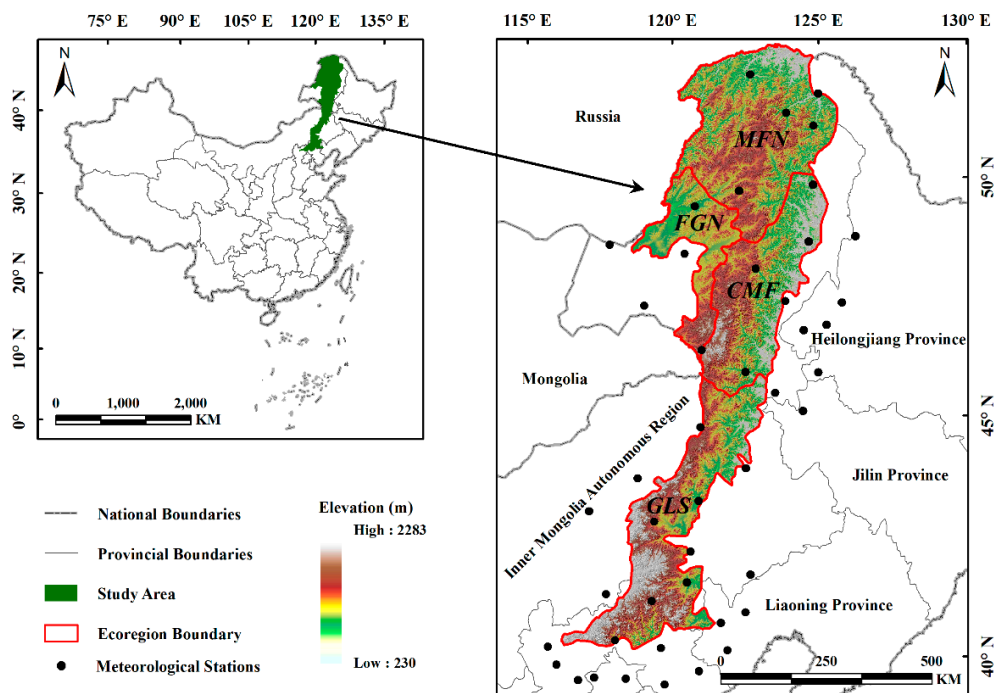 75° E 90° E 105° E 120° E 135° E
N
40° N
30° N
20° N
10° N
0°
0 1,000 2,000
KM
National Boundaries
Provincial Boundaries
Study Area
Ecoregion Boundary
Meteorological Stations
Elevation (m)
High : 2283
Low : 230
115° E 120° E 125° E 130° E
N
50° N
45° N
40° N
Russia
MFN
FGN
CMF
Heilongjiang Province
Mongolia
Inner Mongolia Autonomous Region
Jilin Province
GLS
Liaoning Province
0 250 500
KM